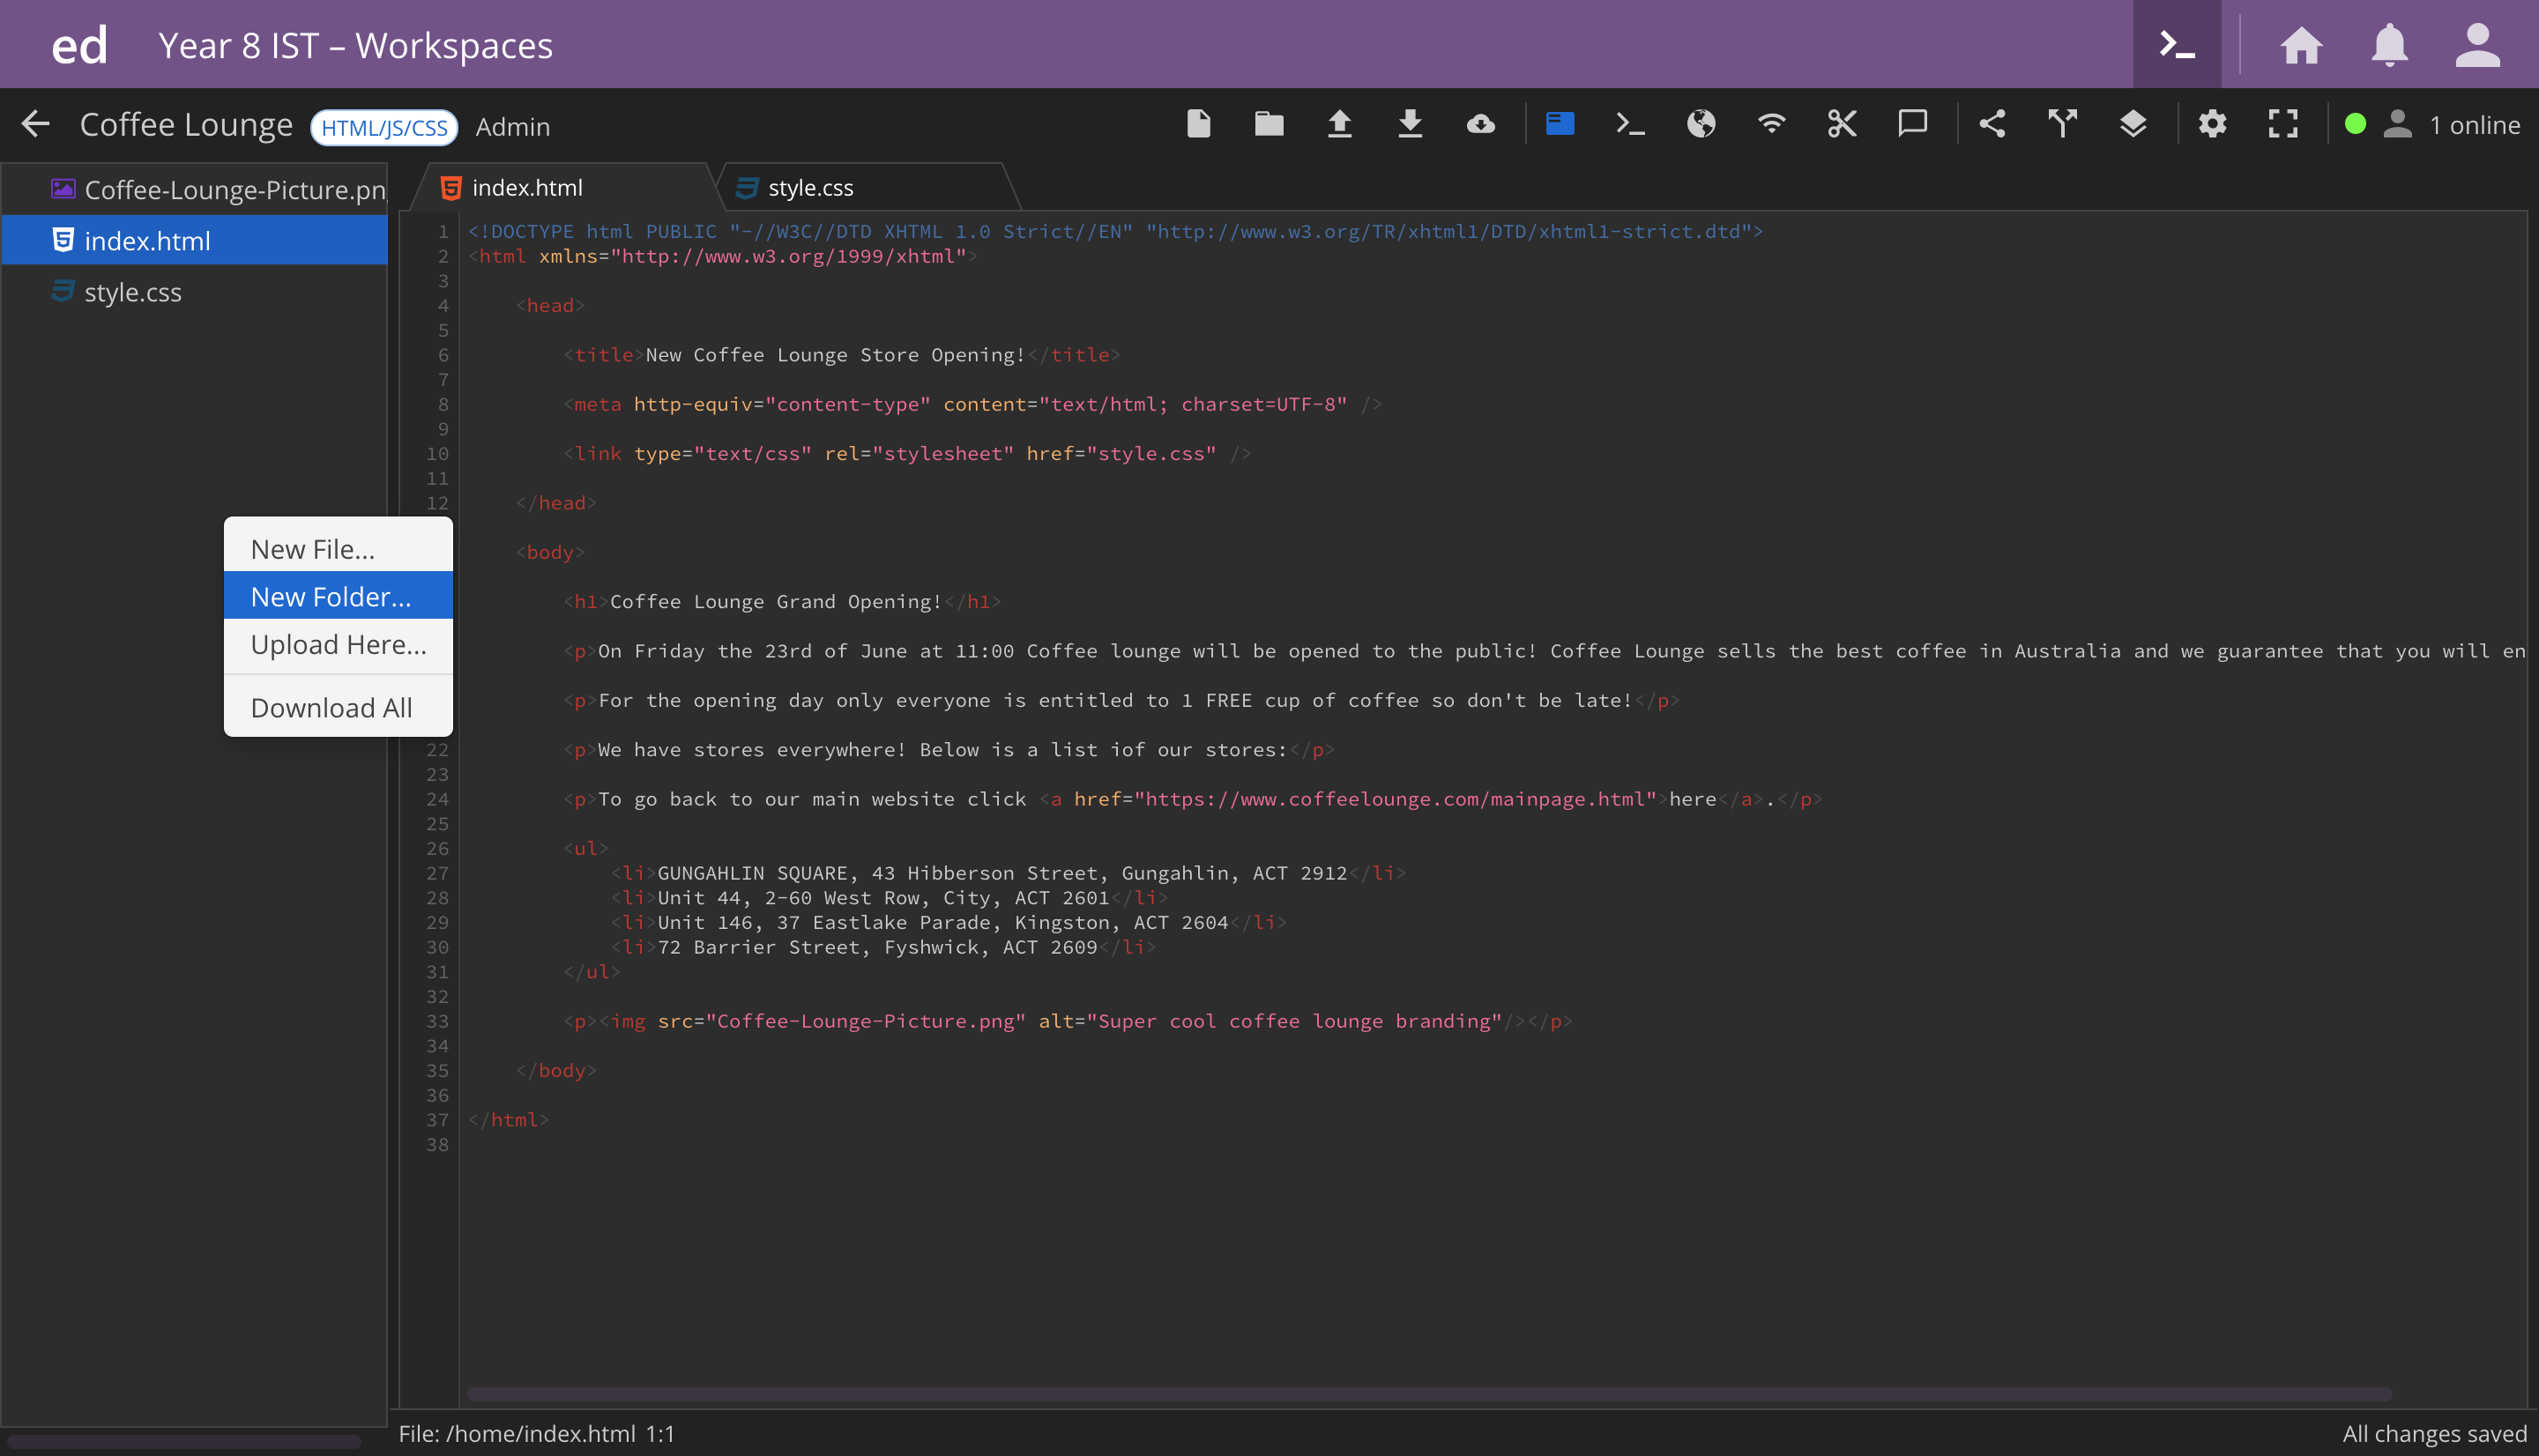 ed Year 8 IST – Workspaces
Coffee Lounge HTML/JS/CSS Admin 1 online
Coffee-Lounge-Picture.pn
index.html
style.css
New File...
New Folder...
Upload Here...
Download All
index.html style.css
1 <!DOCTYPE html PUBLIC "-//W3C//DTD XHTML 1.0 Strict//EN" "http://www.w3.org/TR/xhtml1/DTD/xhtml1-strict.dtd">
2 <html xmlns="http://www.w3.org/1999/xhtml">
3
4 <head>
5
6 <title>New Coffee Lounge Store Opening!</title>
7
8 <meta http-equiv="content-type" content="text/html; charset=UTF-8" />
9
10 <link type="text/css" rel="stylesheet" href="style.css" />
11
12 </head>
<body>
<h1>Coffee Lounge Grand Opening!</h1>
<p>On Friday the 23rd of June at 11:00 Coffee lounge will be opened to the public! Coffee Lounge sells the best coffee in Australia and we guarantee that you will en
<p>For the opening day only everyone is entitled to 1 FREE cup of coffee so don't be late!</p>
22 <p>We have stores everywhere! Below is a list iof our stores:</p>
23
24 <p>To go back to our main website click <a href="https://www.coffeelounge.com/mainpage.html">here</a>.</p>
25
26 <ul>
27 <li>GUNGAHLIN SQUARE, 43 Hibberson Street, Gungahlin, ACT 2912</li>
28 <li>Unit 44, 2-60 West Row, City, ACT 2601</li>
29 <li>Unit 146, 37 Eastlake Parade, Kingston, ACT 2604</li>
30 <li>72 Barrier Street, Fyshwick, ACT 2609</li>
31 </ul>
32
33 <p><img src="Coffee-Lounge-Picture.png" alt="Super cool coffee lounge branding"/></p>
34
35 </body>
36
37 </html>
38
File: /home/index.html 1:1 All changes saved